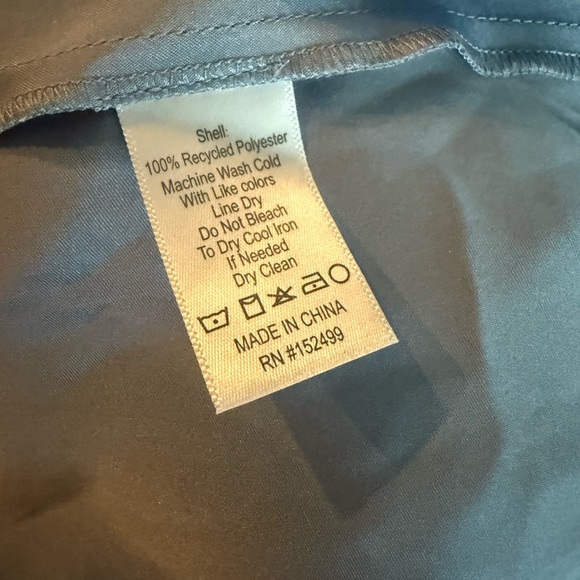 Shell:
100% Recycled Polyester
Machine Wash Cold
With Like colors
Line Dry
Do Not Bleach
To Dry Cool Iron
If Needed
Dry Clean
MADE IN CHINA
RN #152499